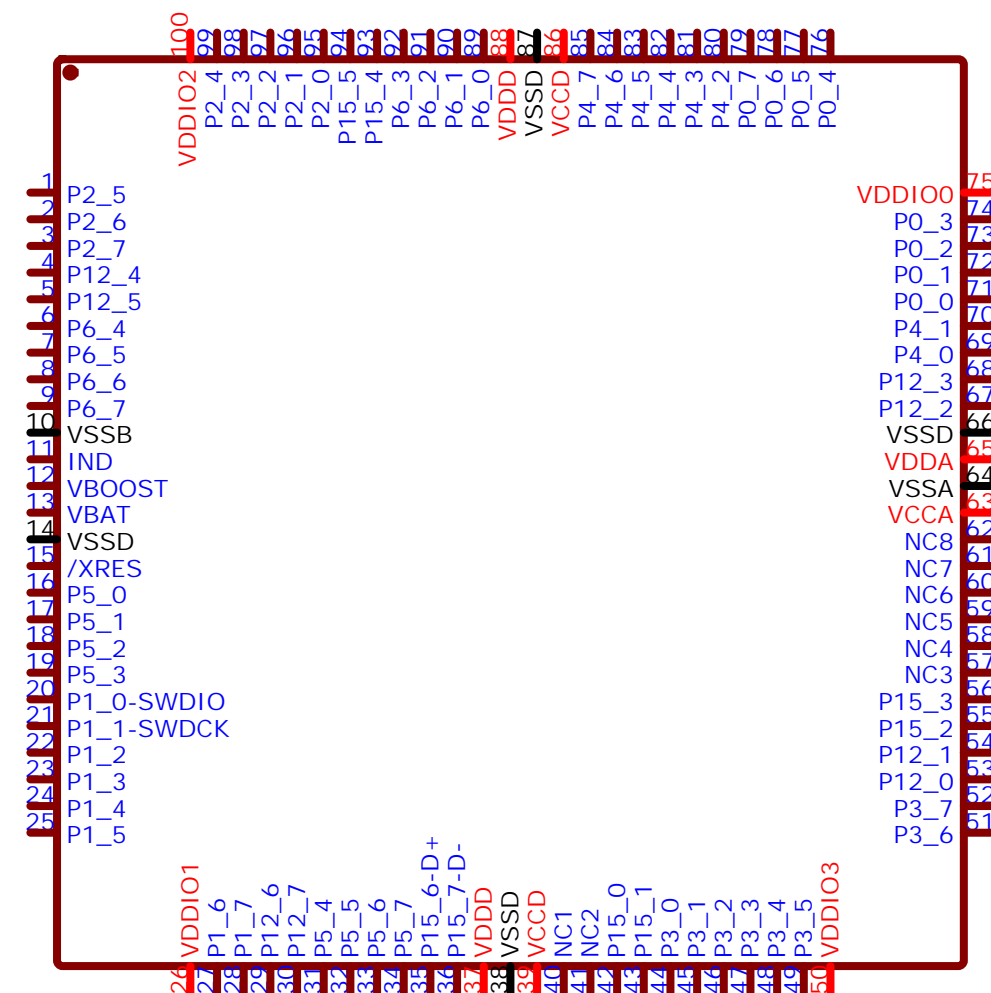 100 99 98 97 96 95 94 93 92 91 90 89 88 87 86 85 84 83 82 81 80 79 78 77 76
VDDIO2 P2_4 P2_3 P2_2 P2_1 P2_0 P15_5 P15_4 P6_3 P6_2 P6_1 P6_0 VDDD VSSD VCCD P4_7 P4_6 P4_5 P4_4 P4_3 P4_2 P0_7 P0_6 P0_5 P0_4
1 P2_5
2 P2_6
3 P2_7
4 P12_4
5 P12_5
6 P6_4
7 P6_5
8 P6_6
9 P6_7
10 VSSB
11 IND
12 VBOOST
13 VBAT
14 VSSD
15 /XRES
16 P5_0
17 P5_1
18 P5_2
19 P5_3
20 P1_0-SWDIO
21 P1_1-SWDCK
22 P1_2
23 P1_3
24 P1_4
25 P1_5
VDDIO0 75
P0_3 74
P0_2 73
P0_1 72
P0_0 71
P4_1 70
P4_0 69
P12_3 68
P12_2 67
VSSD 66
VDDA 65
VSSA 64
VCCA 63
NC8 62
NC7 61
NC6 60
NC5 59
NC4 58
NC3 57
P15_3 56
P15_2 55
P12_1 54
P12_0 53
P3_7 52
P3_6 51
VDDIO1 P1_6 P1_7 P12_6 P12_7 P5_4 P5_5 P5_6 P5_7 P15_6-D+ P15_7-D- VDDD VSSD VCCD NC1 NC2 P15_0 P15_1 P3_0 P3_1 P3_2 P3_3 P3_4 P3_5 VDDIO3
26 27 28 29 30 31 32 33 34 35 36 37 38 39 40 41 42 43 44 45 46 47 48 49 50